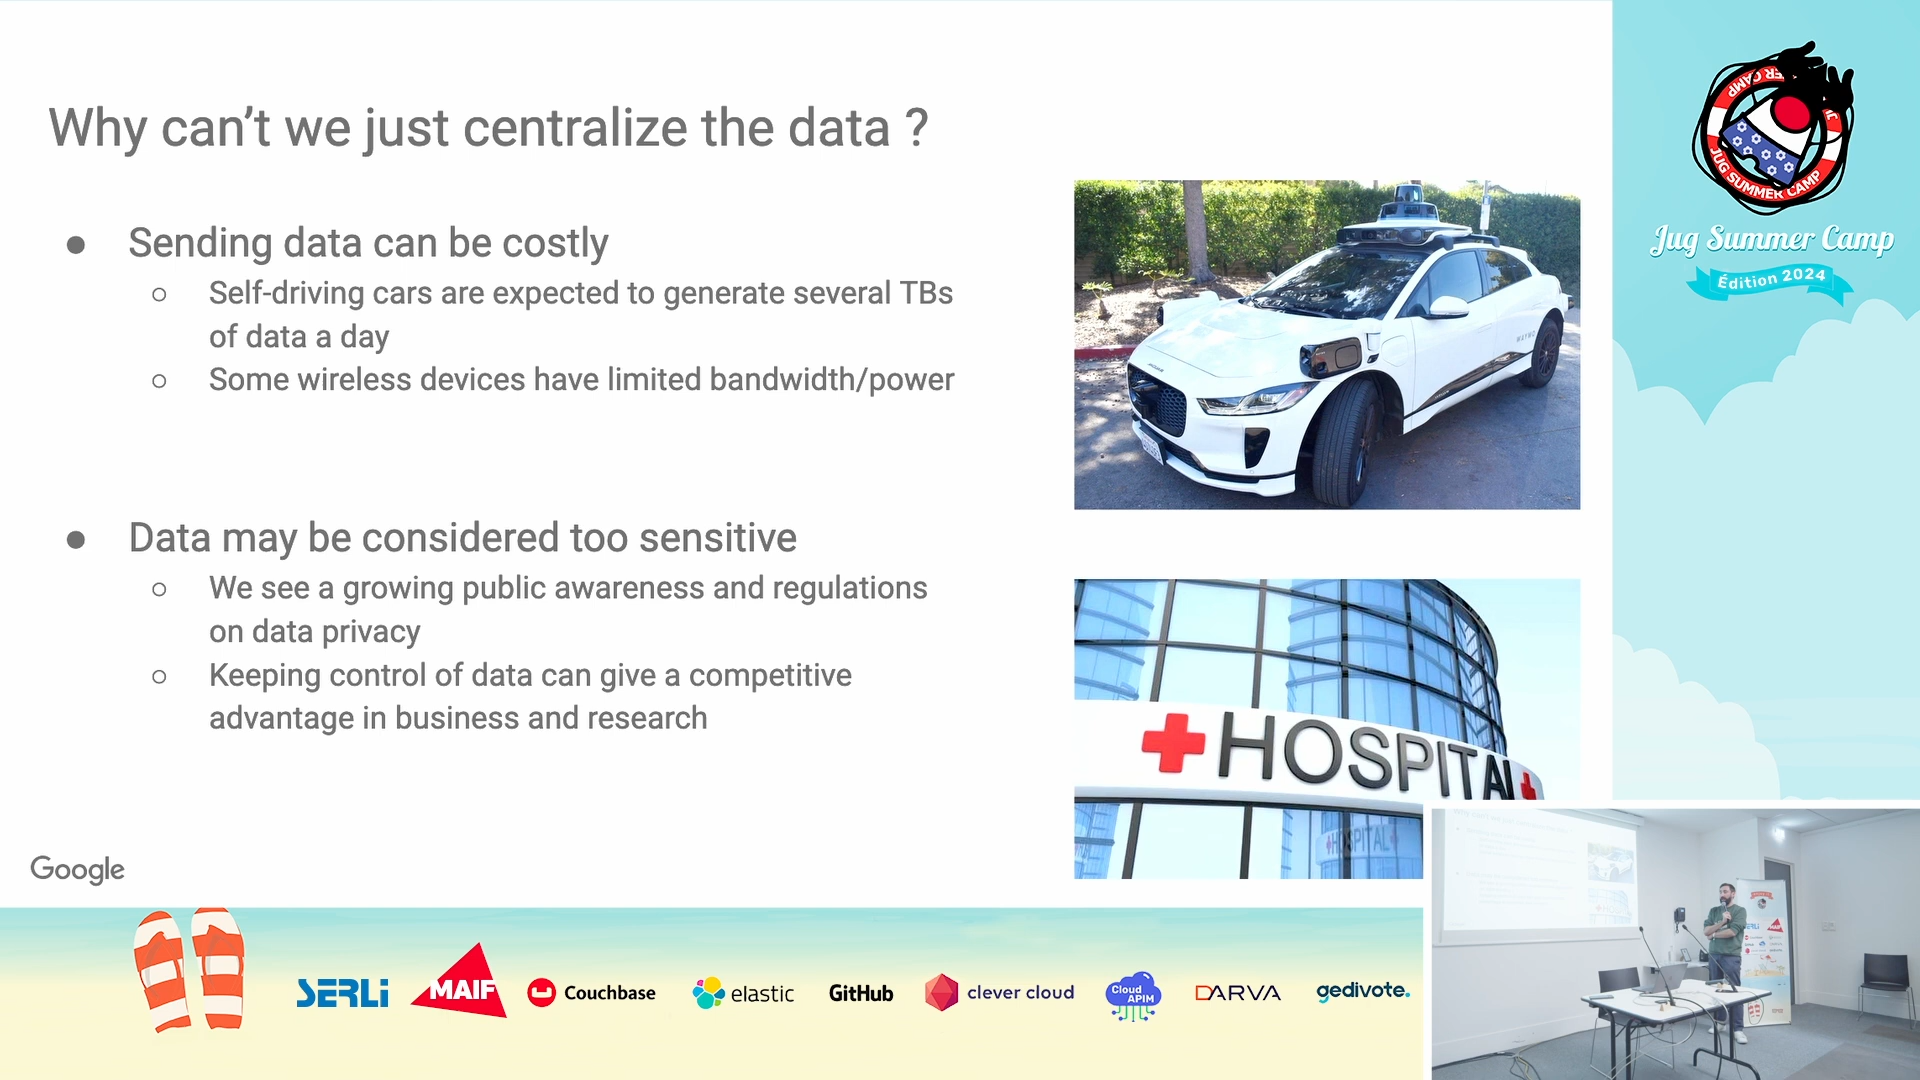 Why can't we just centralize the data ?
● Sending data can be costly
○ Self-driving cars are expected to generate several TBs
of data a day
○ Some wireless devices have limited bandwidth/power
● Data may be considered too sensitive
○ We see a growing public awareness and regulations
on data privacy
○ Keeping control of data can give a competitive
advantage in business and research
Google
HOSPITAL
HOSPITAL
JUG SUMMER CAMP
Jug Summer Camp
Édition 2024
SERLI
MAIF
Couchbase
elastic
GitHub
clever cloud
Cloud
APIM
DARVA
gedivote.